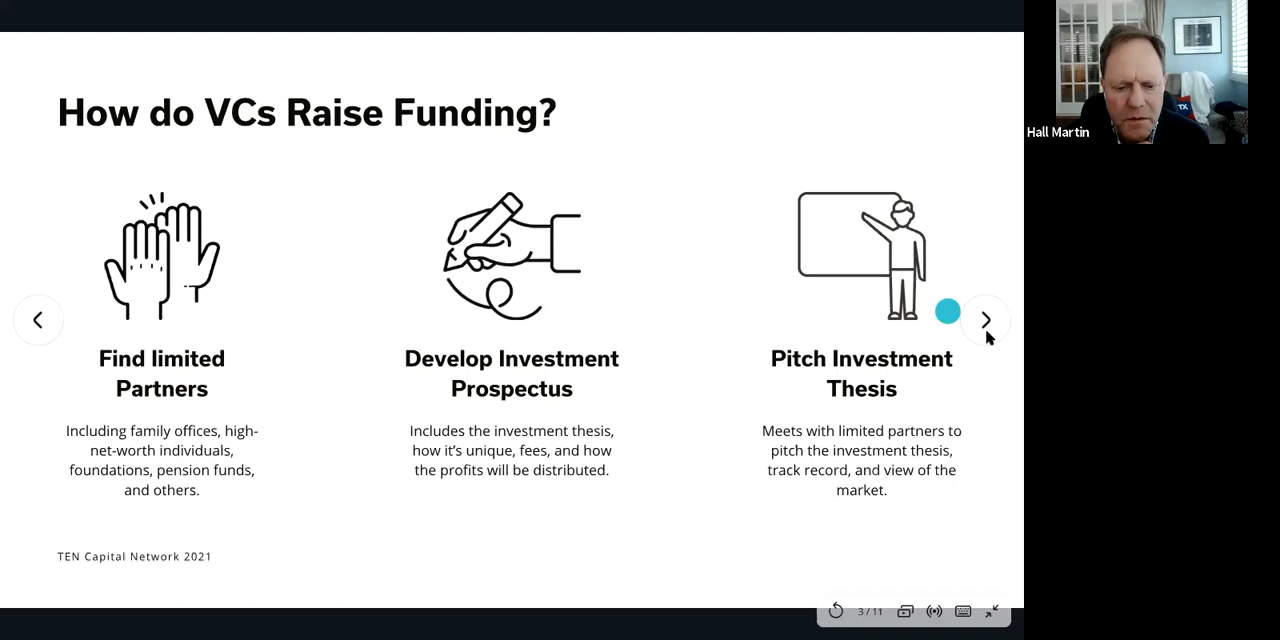 How do VCs Raise Funding?
Hall Martin
TX
Find limited
Partners
Including family offices, high-
net-worth individuals,
foundations, pension funds,
and others.
Develop Investment
Prospectus
Includes the investment thesis,
how it’s unique, fees, and how
the profits will be distributed.
Pitch Investment
Thesis
Meets with limited partners to
pitch the investment thesis,
track record, and view of the
market.
TEN Capital Network 2021
3 / 11